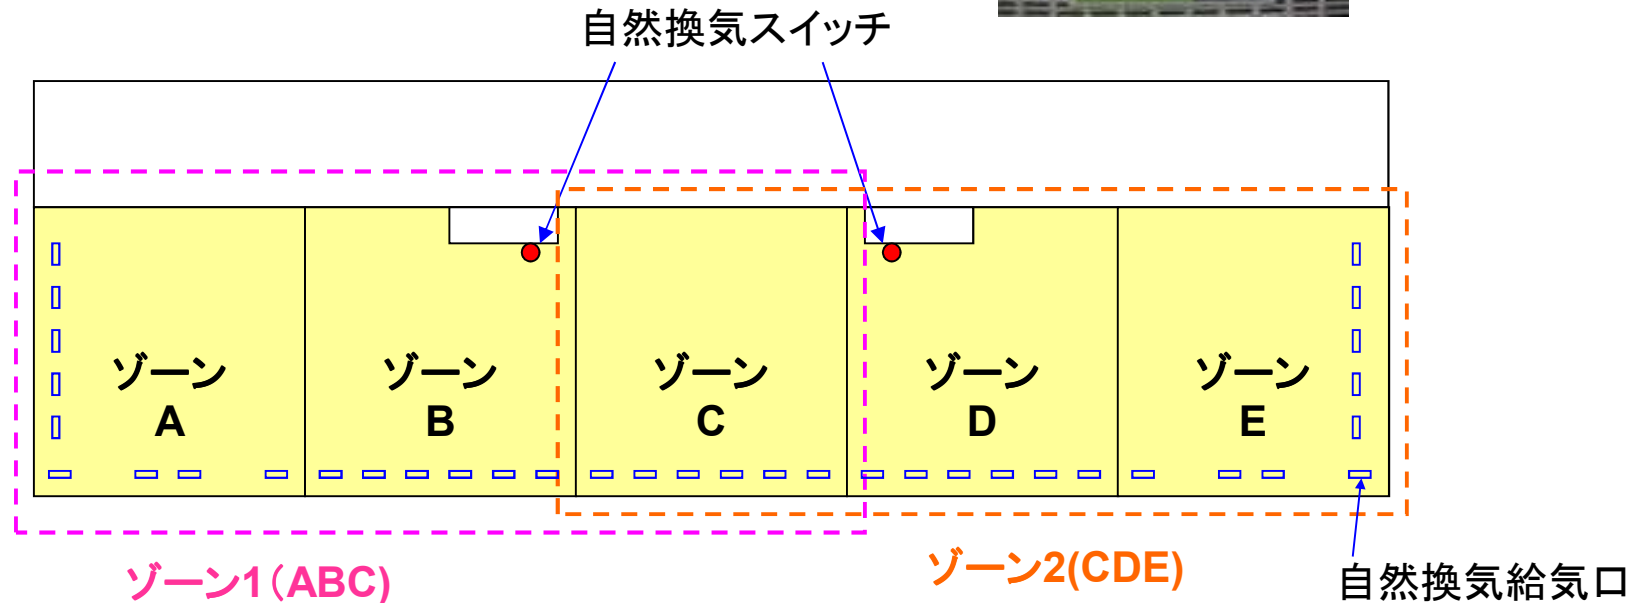 自然換気スイッチ
ゾーン
A
ゾーン
B
ゾーン
C
ゾーン
D
ゾーン
E
ゾーン1(ABC)
ゾーン2(CDE)
自然換気給気口